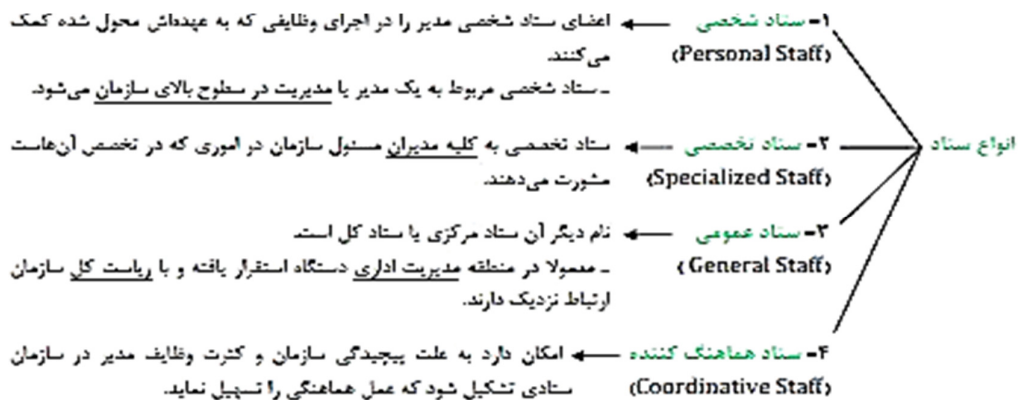 انواع ستاد
۱- ستاد شخصی
(Personal Staff)
اعضای ستاد شخصی مدیر را در اجرای وظایفی که به عهده‌اش محول شده کمک
می‌کنند.
- ستاد شخصی مربوط به یک مدیر یا مدیریت در سطوح بالای سازمان می‌شود.
۲- ستاد تخصصی
(Specialized Staff)
ستاد تخصصی به کلیه مدیران مسئول سازمان در اموری که در تخصص آن‌هاست
مشورت می‌دهند.
۳- ستاد عمومی
(General Staff)
نام دیگر آن ستاد مرکزی یا ستاد کل است.
- معمولا در منطقه مدیریت اداری دستگاه استقرار یافته و با ریاست کل سازمان
ارتباط نزدیک دارند.
۴- ستاد هماهنگ کننده
(Coordinative Staff)
امکان دارد به علت پیچیدگی سازمان و کثرت وظایف مدیر در سازمان
ستادی تشکیل شود که عمل هماهنگی را تسهیل نماید.